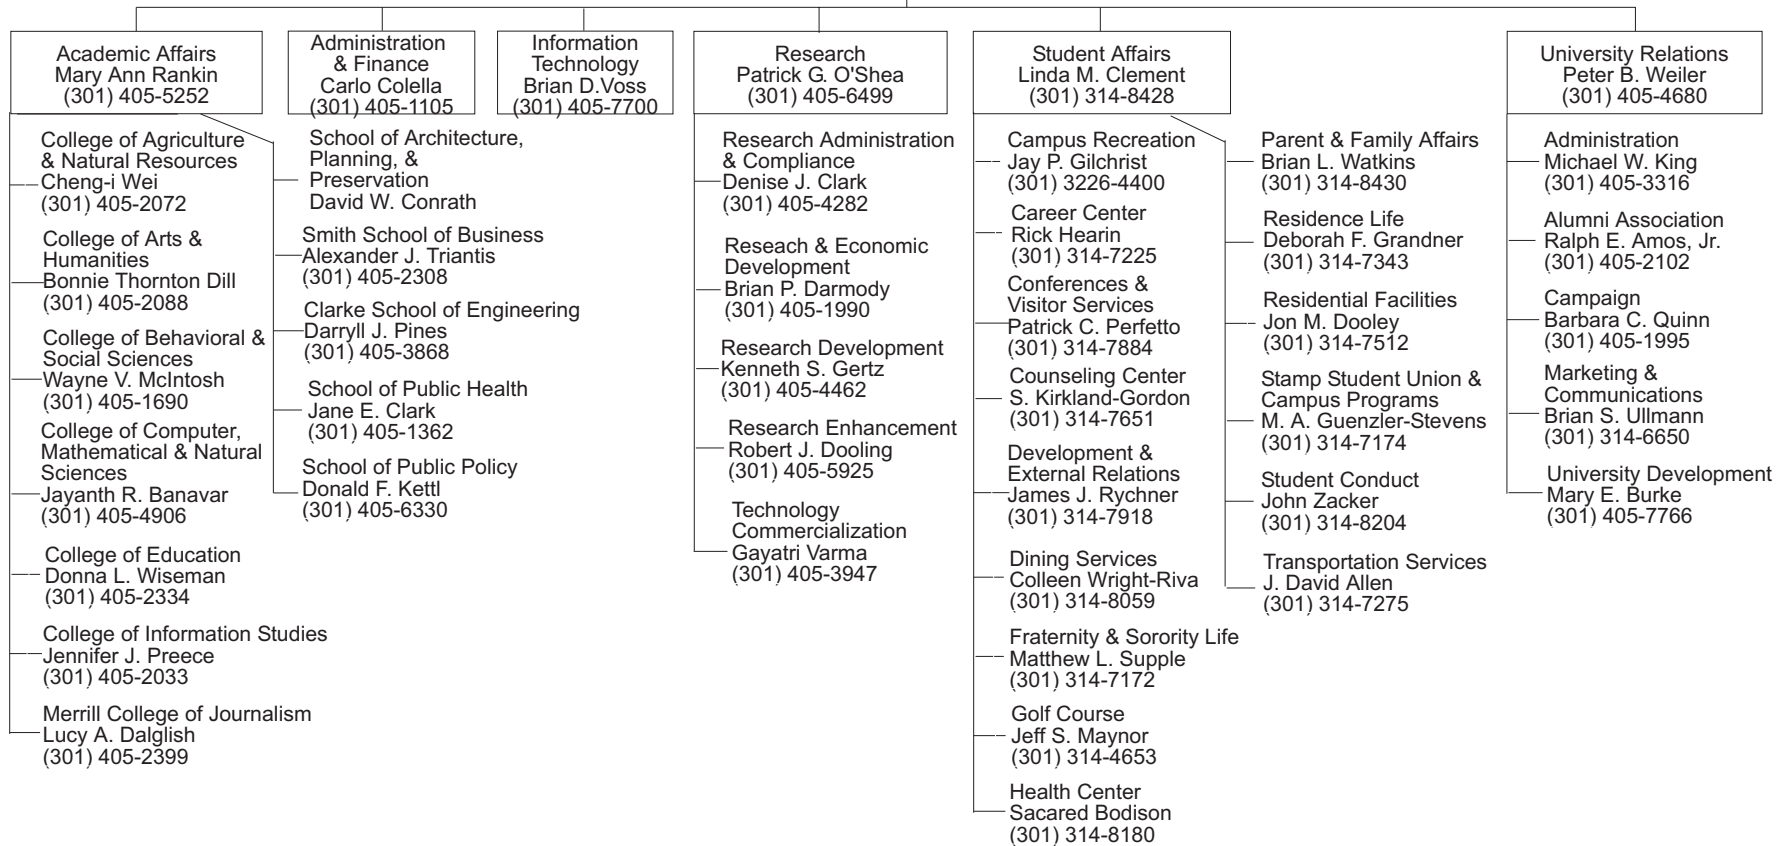 Academic Affairs
Mary Ann Rankin
(301) 405-5252
Administration
& Finance
Carlo Colella
(301) 405-1105
Information
Technology
Brian D.Voss
(301) 405-7700
Research
Patrick G. O'Shea
(301) 405-6499
Student Affairs
Linda M. Clement
(301) 314-8428
University Relations
Peter B. Weiler
(301) 405-4680
College of Agriculture
& Natural Resources
Cheng-i Wei
(301) 405-2072
College of Arts &
Humanities
Bonnie Thornton Dill
(301) 405-2088
College of Behavioral &
Social Sciences
Wayne V. McIntosh
(301) 405-1690
College of Computer,
Mathematical & Natural
Sciences
Jayanth R. Banavar
(301) 405-4906
College of Education
Donna L. Wiseman
(301) 405-2334
College of Information Studies
Jennifer J. Preece
(301) 405-2033
Merrill College of Journalism
Lucy A. Dalglish
(301) 405-2399
School of Architecture,
Planning, &
Preservation
David W. Conrath
Smith School of Business
Alexander J. Triantis
(301) 405-2308
Clarke School of Engineering
Darryll J. Pines
(301) 405-3868
School of Public Health
Jane E. Clark
(301) 405-1362
School of Public Policy
Donald F. Kettl
(301) 405-6330
Research Administration
& Compliance
Denise J. Clark
(301) 405-4282
Reseach & Economic
Development
Brian P. Darmody
(301) 405-1990
Research Development
Kenneth S. Gertz
(301) 405-4462
Research Enhancement
Robert J. Dooling
(301) 405-5925
Technology
Commercialization
Gayatri Varma
(301) 405-3947
Campus Recreation
Jay P. Gilchrist
(301) 3226-4400
Career Center
Rick Hearin
(301) 314-7225
Conferences &
Visitor Services
Patrick C. Perfetto
(301) 314-7884
Counseling Center
S. Kirkland-Gordon
(301) 314-7651
Development &
External Relations
James J. Rychner
(301) 314-7918
Dining Services
Colleen Wright-Riva
(301) 314-8059
Fraternity & Sorority Life
Matthew L. Supple
(301) 314-7172
Golf Course
Jeff S. Maynor
(301) 314-4653
Health Center
Sacared Bodison
(301) 314-8180
Parent & Family Affairs
Brian L. Watkins
(301) 314-8430
Residence Life
Deborah F. Grandner
(301) 314-7343
Residential Facilities
Jon M. Dooley
(301) 314-7512
Stamp Student Union &
Campus Programs
M. A. Guenzler-Stevens
(301) 314-7174
Student Conduct
John Zacker
(301) 314-8204
Transportation Services
J. David Allen
(301) 314-7275
Administration
Michael W. King
(301) 405-3316
Alumni Association
Ralph E. Amos, Jr.
(301) 405-2102
Campaign
Barbara C. Quinn
(301) 405-1995
Marketing &
Communications
Brian S. Ullmann
(301) 314-6650
University Development
Mary E. Burke
(301) 405-7766